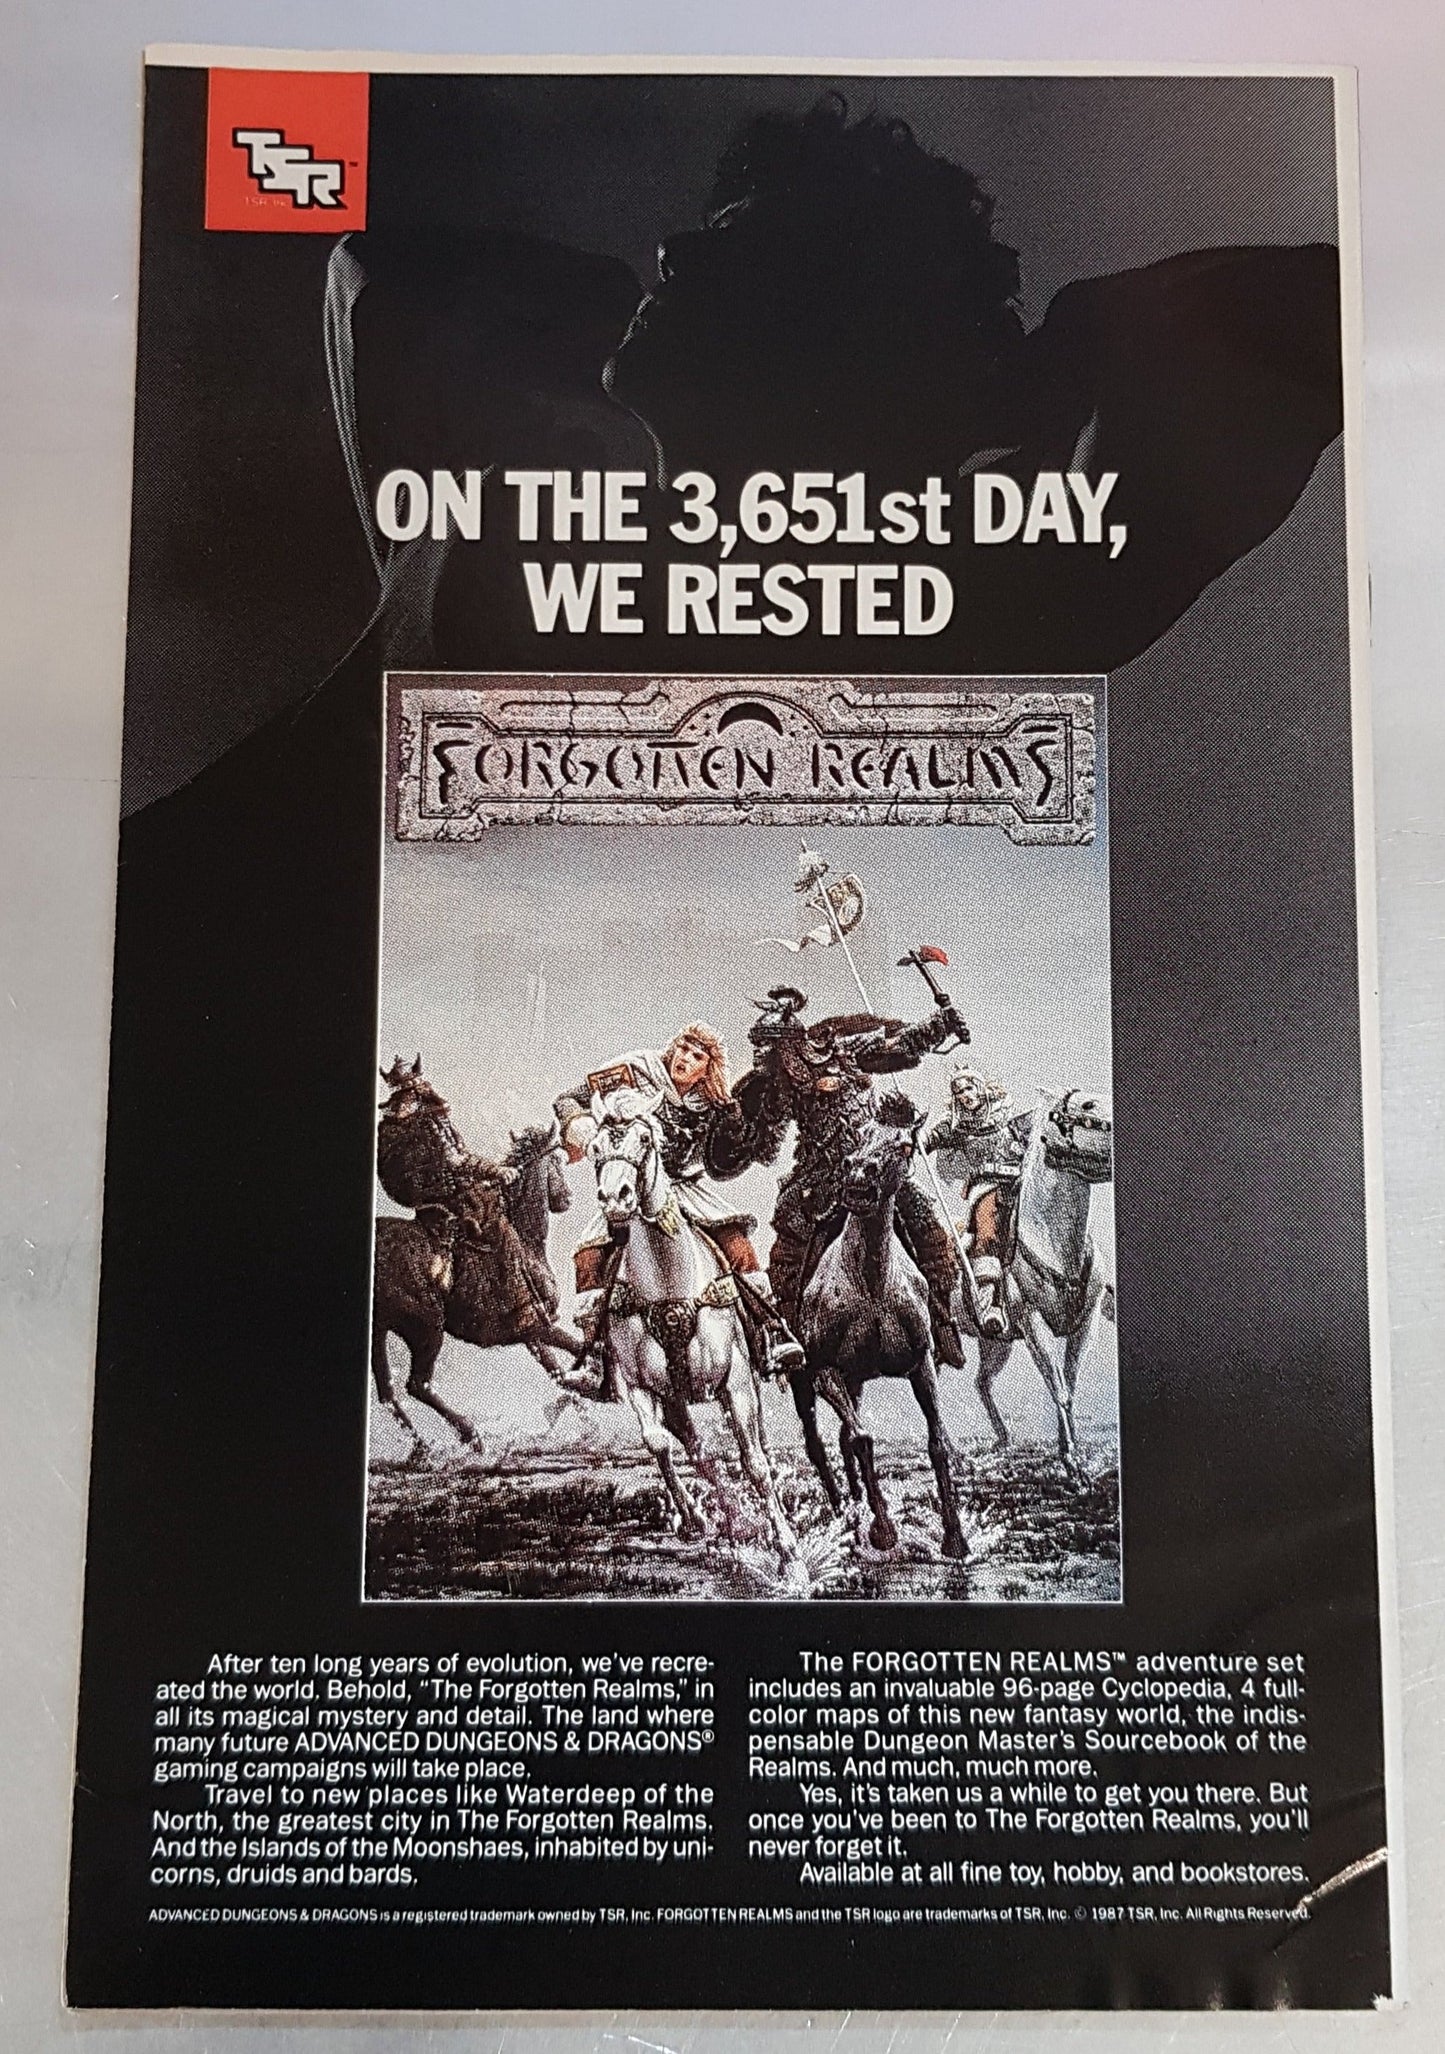 TSR™
TSR, Inc.
ON THE 3,651st DAY,
WE RESTED
FORGOTTEN REALMS
After ten long years of evolution, we've recre-
ated the world. Behold, "The Forgotten Realms," in
all its magical mystery and detail. The land where
many future ADVANCED DUNGEONS & DRAGONS®
gaming campaigns will take place.
Travel to new places like Waterdeep of the
North, the greatest city in The Forgotten Realms.
And the Islands of the Moonshaes, inhabited by uni-
corns, druids and bards.
The FORGOTTEN REALMS™ adventure set
includes an invaluable 96-page Cyclopedia, 4 full-
color maps of this new fantasy world, the indis-
pensable Dungeon Master's Sourcebook of the
Realms. And much, much more.
Yes, it's taken us a while to get you there. But
once you've been to The Forgotten Realms, you'll
never forget it.
Available at all fine toy, hobby, and bookstores.
ADVANCED DUNGEONS & DRAGONS is a registered trademark owned by TSR, Inc. FORGOTTEN REALMS and the TSR logo are trademarks of TSR, Inc. © 1987 TSR, Inc. All Rights Reserved.